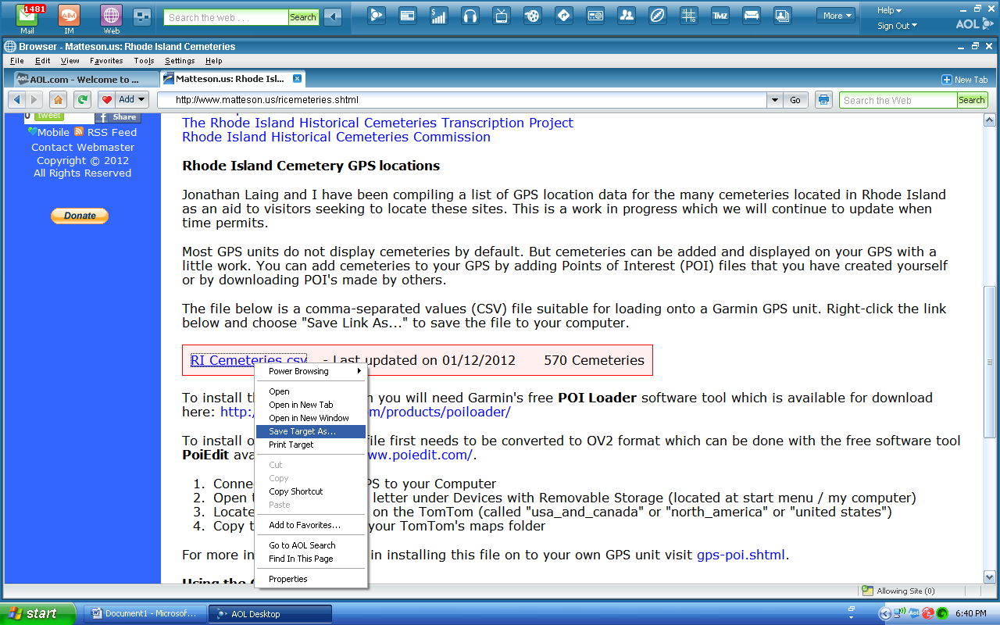 1481
Mail
AIM
IM
Web
Search the web . . .
Search
TMZ
More
Help
Sign Out
AOL
Browser - Matteson.us: Rhode Island Cemeteries
File Edit View Favorites Tools Settings Help
AOL.com - Welcome to ...
Matteson.us: Rhode Isl...
New Tab
Add
http://www.matteson.us/ricemeteries.shtml
Go
Search the Web
Search
0 tweet
f Share
Mobile RSS Feed
Contact Webmaster
Copyright © 2012
All Rights Reserved
Donate
The Rhode Island Historical Cemeteries Transcription Project
Rhode Island Historical Cemeteries Commission
Rhode Island Cemetery GPS locations
Jonathan Laing and I have been compiling a list of GPS location data for the many cemeteries located in Rhode Island
as an aid to visitors seeking to locate these sites. This is a work in progress which we will continue to update when
time permits.
Most GPS units do not display cemeteries by default. But cemeteries can be added and displayed on your GPS with a
little work. You can add cemeteries to your GPS by adding Points of Interest (POI) files that you have created yourself
or by downloading POI's made by others.
The file below is a comma-separated values (CSV) file suitable for loading onto a Garmin GPS unit. Right-click the link
below and choose "Save Link As..." to save the file to your computer.
RI Cemeteries.csv - Last updated on 01/12/2012 570 Cemeteries
To install th
n you will need Garmin's free POI Loader software tool which is available for download
here: http:/
om/products/poiloader/
To install o
file first needs to be converted to OV2 format which can be done with the free software tool
PoiEdit ava
ww.poiedit.com/.
1. Conne
PS to your Computer
2. Open t
letter under Devices with Removable Storage (located at start menu / my computer)
3. Locate
on the TomTom (called "usa_and_canada" or "north_america" or "united states")
4. Copy t
your TomTom's maps folder
For more in
in installing this file on to your own GPS unit visit gps-poi.shtml.
Using the
Power Browsing
Open
Open in New Tab
Open in New Window
Save Target As...
Print Target
Cut
Copy
Copy Shortcut
Paste
Add to Favorites...
Go to AOL Search
Find In This Page
Properties
Allowing Site (0)
start
Document1 - Microsof...
AOL Desktop
6:40 PM